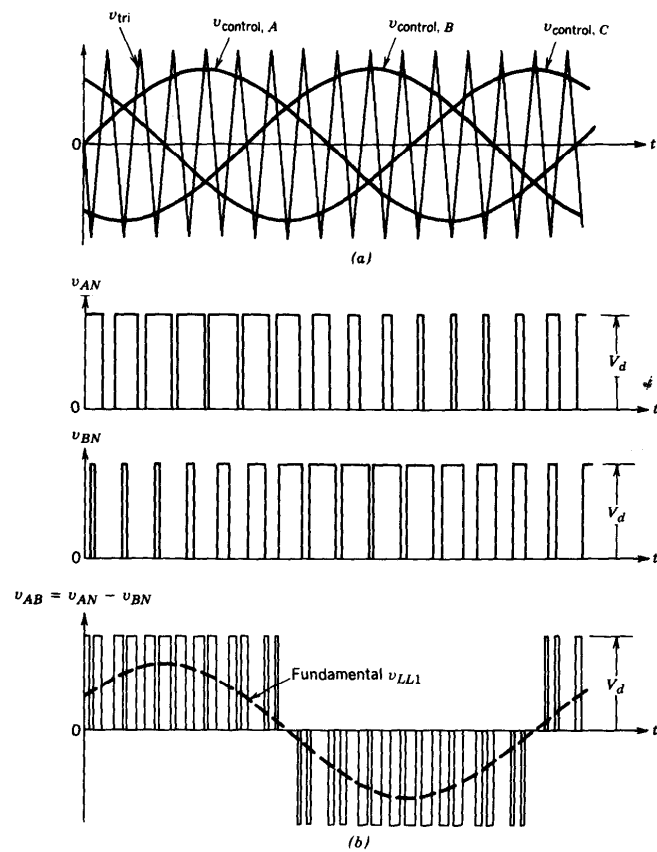 v_tri
v_control, A
v_control, B
v_control, C
0
t
(a)
v_AN
V_d
0
t
v_BN
V_d
0
t
v_AB = v_AN − v_BN
Fundamental v_LL1
V_d
0
t
(b)